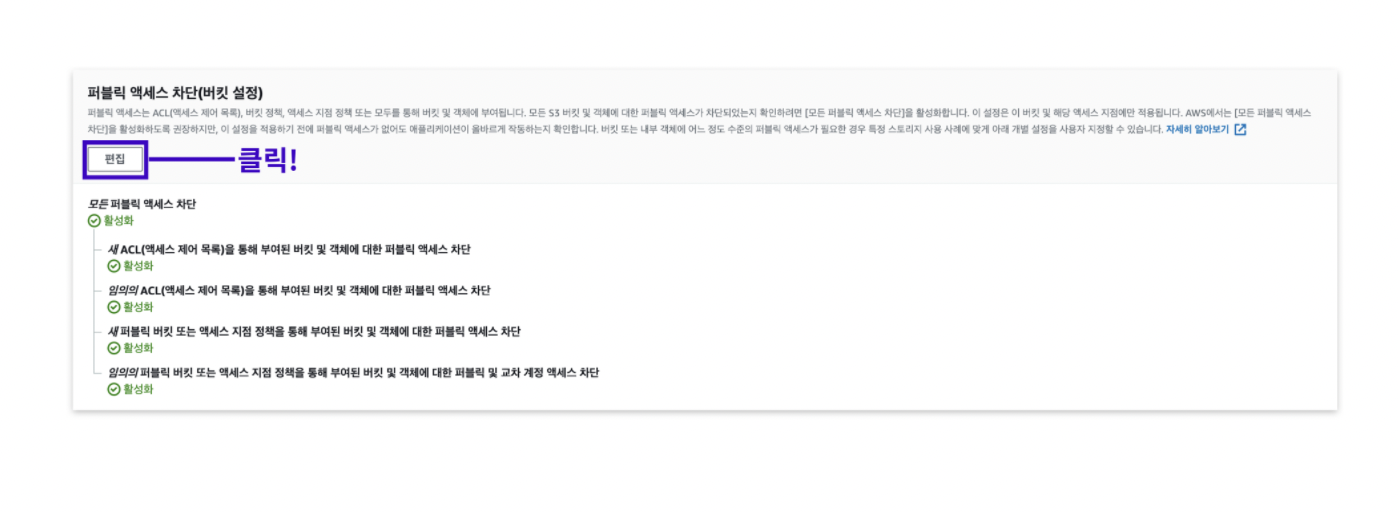 퍼블릭 액세스 차단(버킷 설정)
퍼블릭 액세스는 ACL(액세스 제어 목록), 버킷 정책, 액세스 지점 정책 또는 모두를 통해 버킷 및 객체에 부여됩니다. 모든 S3 버킷 및 객체에 대한 퍼블릭 액세스가 차단되었는지 확인하려면 [모든 퍼블릭 액세스 차단]을 활성화합니다. 이 설정은 이 버킷 및 해당 액세스 지점에만 적용됩니다. AWS에서는 [모든 퍼블릭 액세스
차단]을 활성화하도록 권장하지만, 이 설정을 적용하기 전에 퍼블릭 액세스가 없어도 애플리케이션이 올바르게 작동하는지 확인합니다. 버킷 또는 내부 객체에 어느 정도 수준의 퍼블릭 액세스가 필요한 경우 특정 스토리지 사용 사례에 맞게 아래 개별 설정을 사용자 지정할 수 있습니다. 자세히 알아보기
편집 클릭!
모든 퍼블릭 액세스 차단
활성화
새 ACL(액세스 제어 목록)을 통해 부여된 버킷 및 객체에 대한 퍼블릭 액세스 차단
활성화
임의의 ACL(액세스 제어 목록)을 통해 부여된 버킷 및 객체에 대한 퍼블릭 액세스 차단
활성화
새 퍼블릭 버킷 또는 액세스 지점 정책을 통해 부여된 버킷 및 객체에 대한 퍼블릭 액세스 차단
활성화
임의의 퍼블릭 버킷 또는 액세스 지점 정책을 통해 부여된 버킷 및 객체에 대한 퍼블릭 및 교차 계정 액세스 차단
활성화